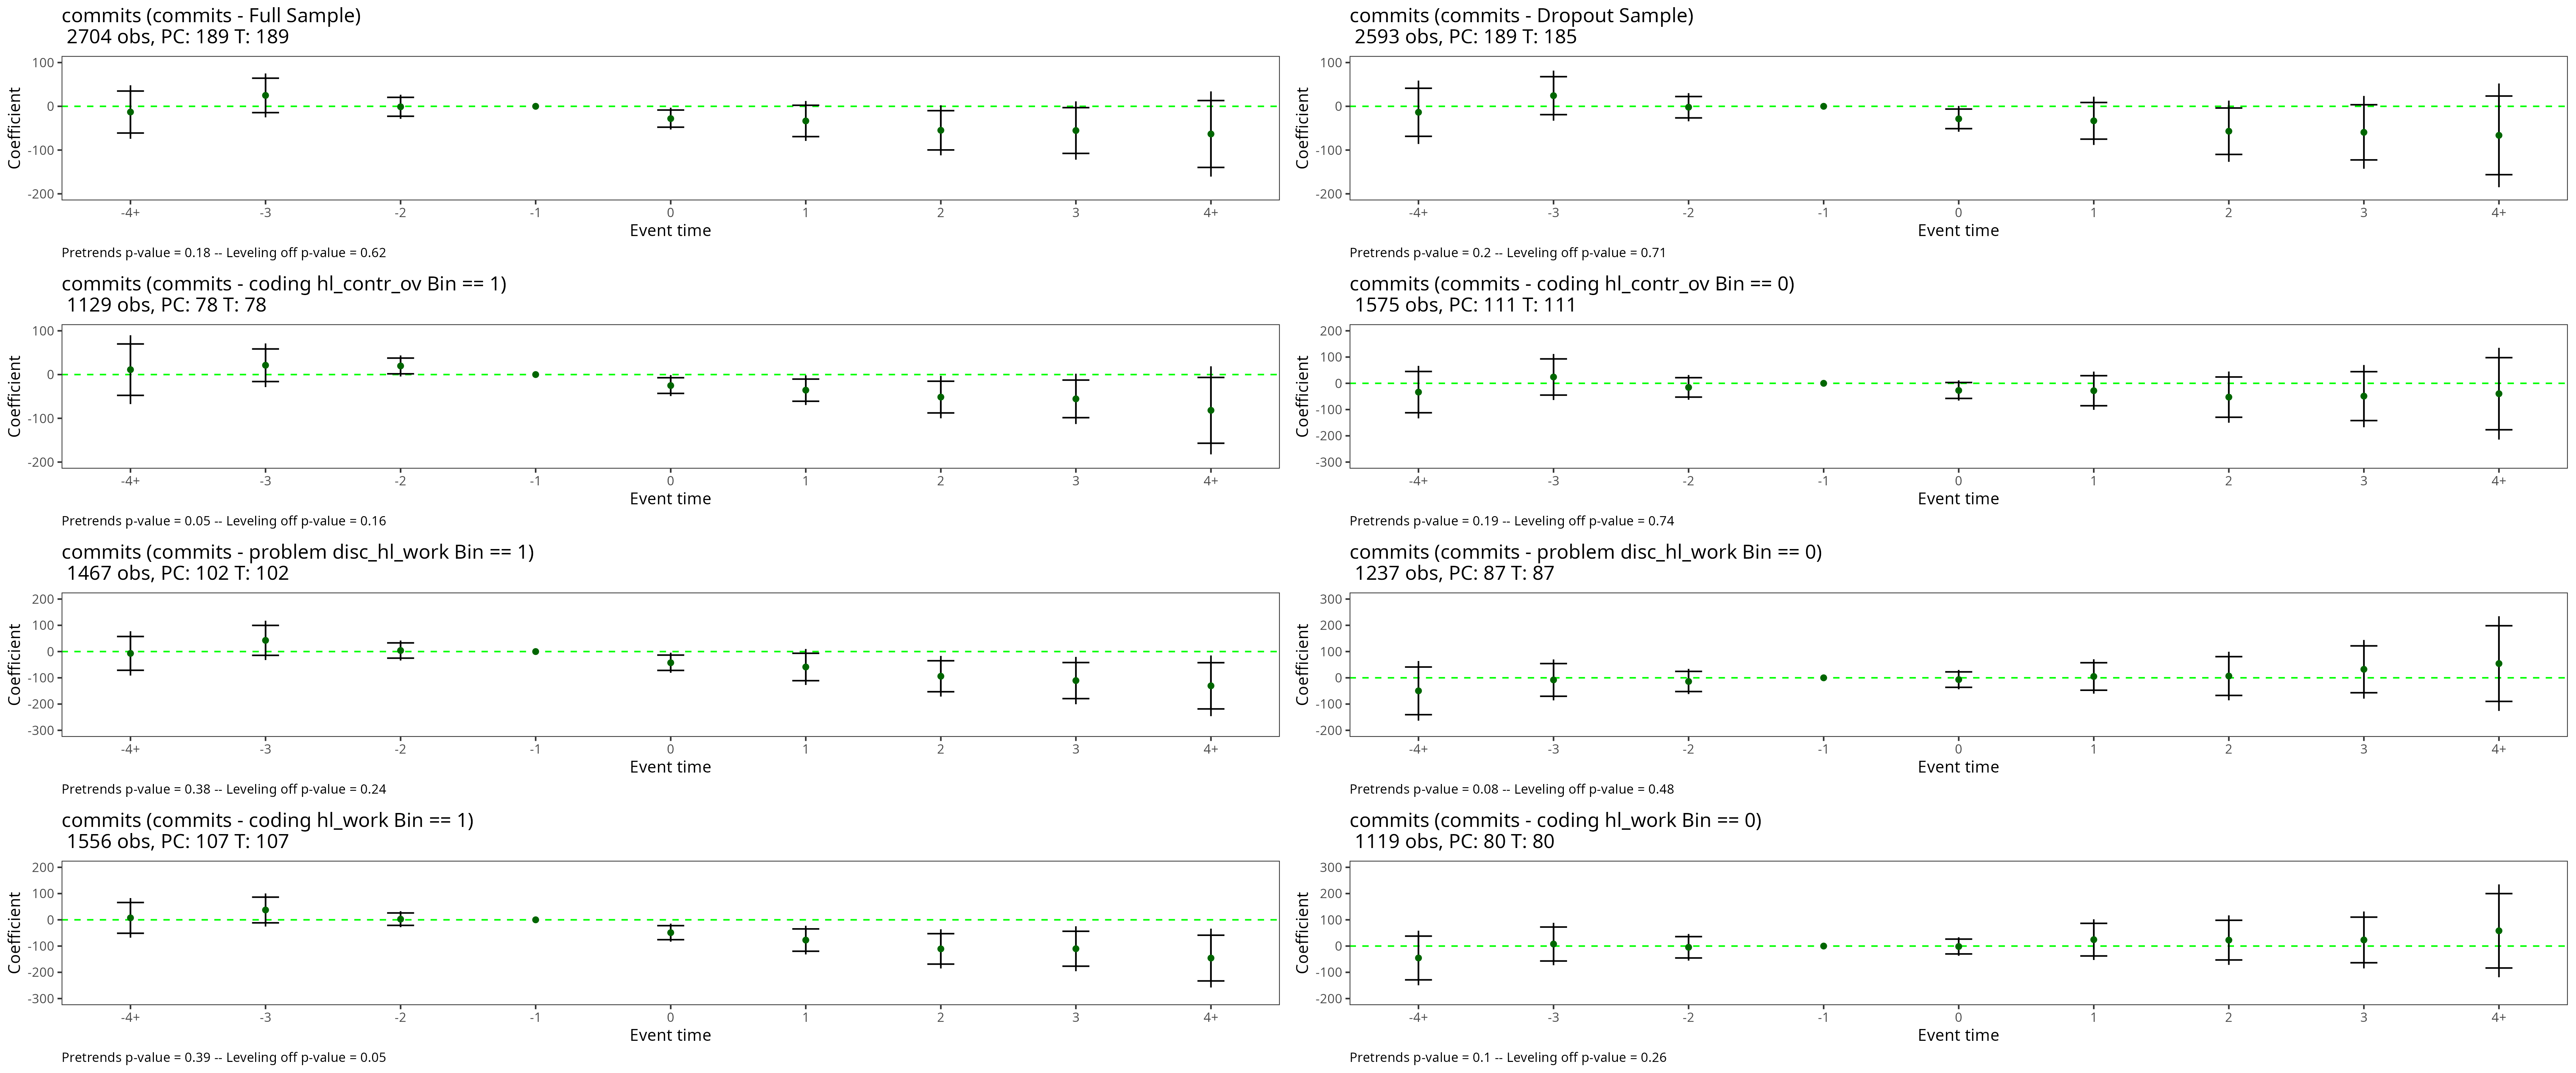 commits (commits - Full Sample)
2704 obs, PC: 189 T: 189
100
0
-100
-200
Coefficient
-4+ -3 -2 -1 0 1 2 3 4+
Event time
Pretrends p-value = 0.18 -- Leveling off p-value = 0.62
commits (commits - Dropout Sample)
2593 obs, PC: 189 T: 185
100
0
-100
-200
Coefficient
-4+ -3 -2 -1 0 1 2 3 4+
Event time
Pretrends p-value = 0.2 -- Leveling off p-value = 0.71
commits (commits - coding hl_contr_ov Bin == 1)
1129 obs, PC: 78 T: 78
100
0
-100
-200
Coefficient
-4+ -3 -2 -1 0 1 2 3 4+
Event time
Pretrends p-value = 0.05 -- Leveling off p-value = 0.16
commits (commits - coding hl_contr_ov Bin == 0)
1575 obs, PC: 111 T: 111
200
100
0
-100
-200
-300
Coefficient
-4+ -3 -2 -1 0 1 2 3 4+
Event time
Pretrends p-value = 0.19 -- Leveling off p-value = 0.74
commits (commits - problem disc_hl_work Bin == 1)
1467 obs, PC: 102 T: 102
200
100
0
-100
-200
-300
Coefficient
-4+ -3 -2 -1 0 1 2 3 4+
Event time
Pretrends p-value = 0.38 -- Leveling off p-value = 0.24
commits (commits - problem disc_hl_work Bin == 0)
1237 obs, PC: 87 T: 87
300
200
100
0
-100
-200
Coefficient
-4+ -3 -2 -1 0 1 2 3 4+
Event time
Pretrends p-value = 0.08 -- Leveling off p-value = 0.48
commits (commits - coding hl_work Bin == 1)
1556 obs, PC: 107 T: 107
200
100
0
-100
-200
-300
Coefficient
-4+ -3 -2 -1 0 1 2 3 4+
Event time
Pretrends p-value = 0.39 -- Leveling off p-value = 0.05
commits (commits - coding hl_work Bin == 0)
1119 obs, PC: 80 T: 80
300
200
100
0
-100
-200
Coefficient
-4+ -3 -2 -1 0 1 2 3 4+
Event time
Pretrends p-value = 0.1 -- Leveling off p-value = 0.26